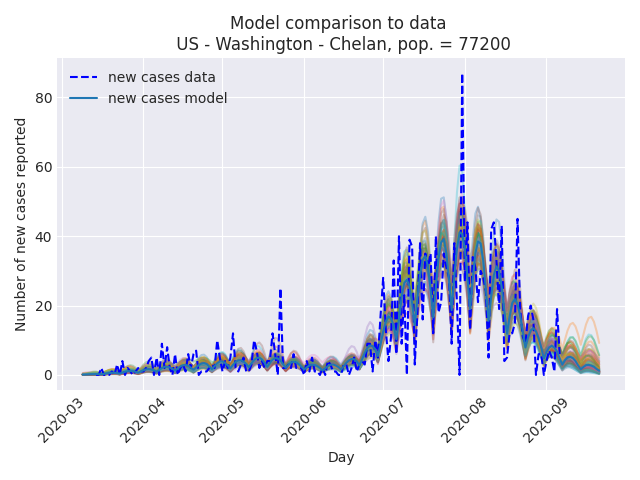 Model comparison to data
US - Washington - Chelan, pop. = 77200
new cases data
new cases model
Number of new cases reported
80
60
40
20
0
2020-03
2020-04
2020-05
2020-06
2020-07
2020-08
2020-09
Day